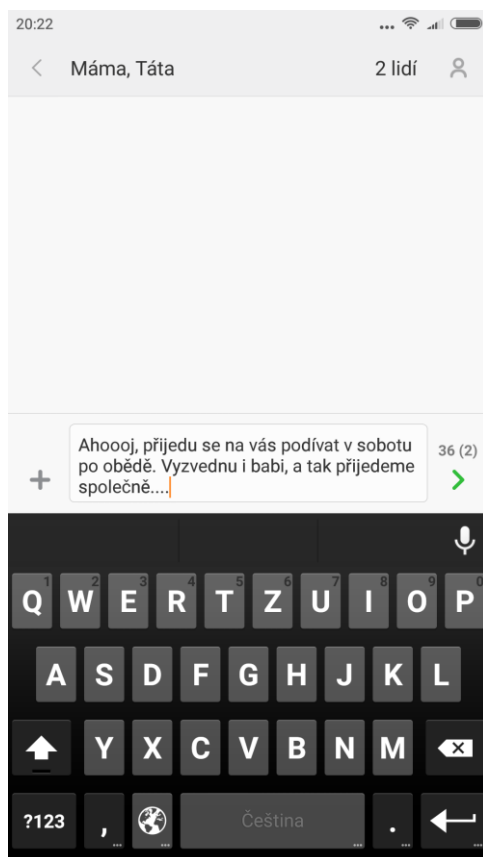 20:22
Máma, Táta 2 lidí
Ahoooj, přijedu se na vás podívat v sobotu
po obědě. Vyzvednu i babi, a tak přijedeme
společně....
36 (2)
1 2 3 4 5 6 7 8 9 0
Q W E R T Z U I O P
A S D F G H J K L
Y X C V B N M
?123 , Čeština .